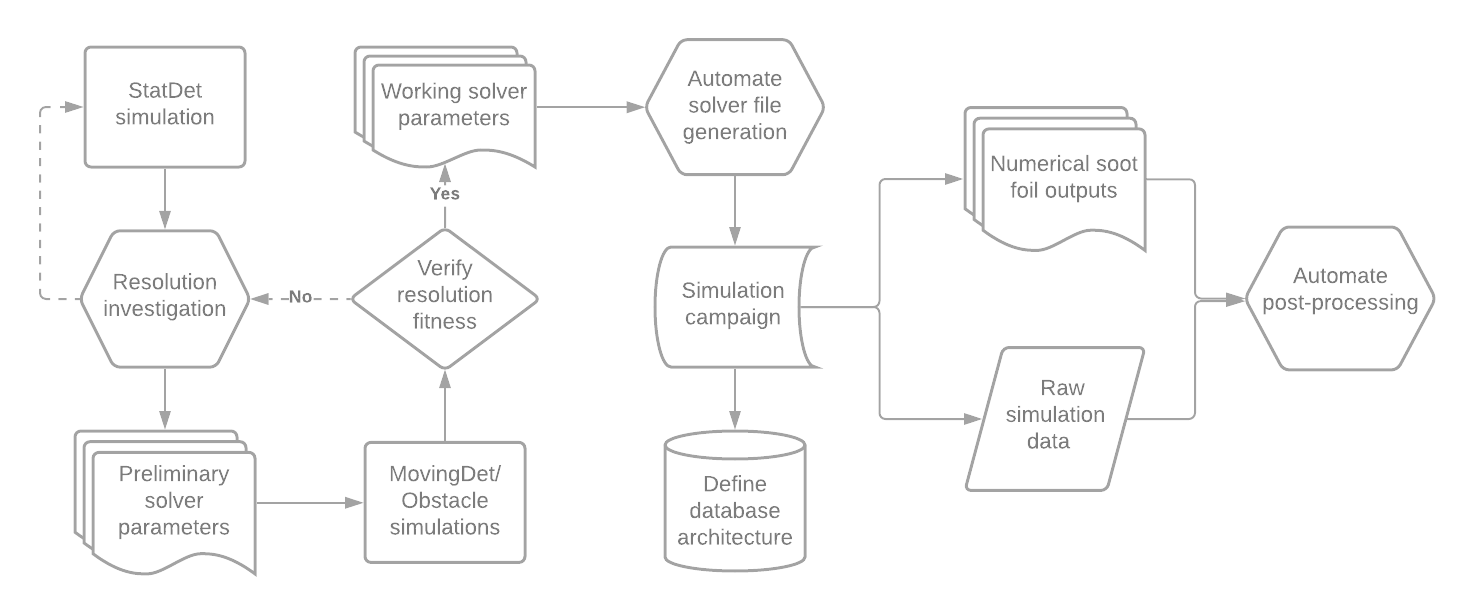 StatDet
simulation
Resolution
investigation
Preliminary
solver
parameters
MovingDet/
Obstacle
simulations
Verify
resolution
fitness
No
Yes
Working solver
parameters
Automate
solver file
generation
Simulation
campaign
Define
database
architecture
Numerical soot
foil outputs
Raw
simulation
data
Automate
post-processing